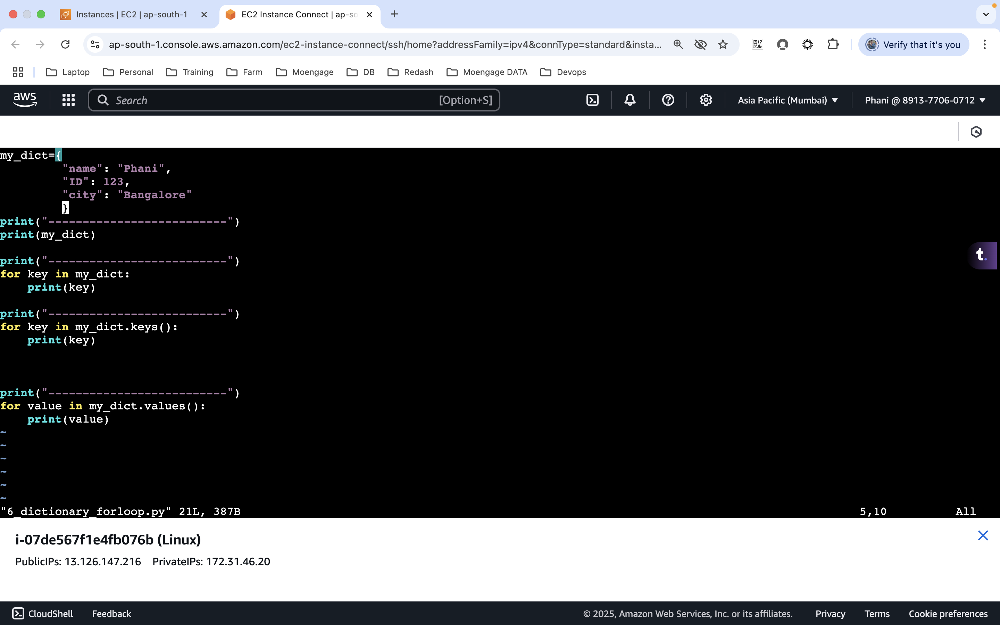 Instances | EC2 | ap-south-1
EC2 Instance Connect | ap-so
ap-south-1.console.aws.amazon.com/ec2-instance-connect/ssh/home?addressFamily=ipv4&connType=standard&insta...
Verify that it's you
Laptop Personal Training Farm Moengage DB Redash Moengage DATA Devops
aws Search [Option+S] Asia Pacific (Mumbai) Phani @ 8913-7706-0712
my_dict={
"name": "Phani",
"ID": 123,
"city": "Bangalore"
}
print("--------------------------")
print(my_dict)
print("--------------------------")
for key in my_dict:
    print(key)
print("--------------------------")
for key in my_dict.keys():
    print(key)
print("--------------------------")
for value in my_dict.values():
    print(value)
~
~
~
~
~
~
"6_dictionary_forloop.py" 21L, 387B 5,10 All
t.
i-07de567f1e4fb076b (Linux)
PublicIPs: 13.126.147.216 PrivateIPs: 172.31.46.20
CloudShell Feedback © 2025, Amazon Web Services, Inc. or its affiliates. Privacy Terms Cookie preferences